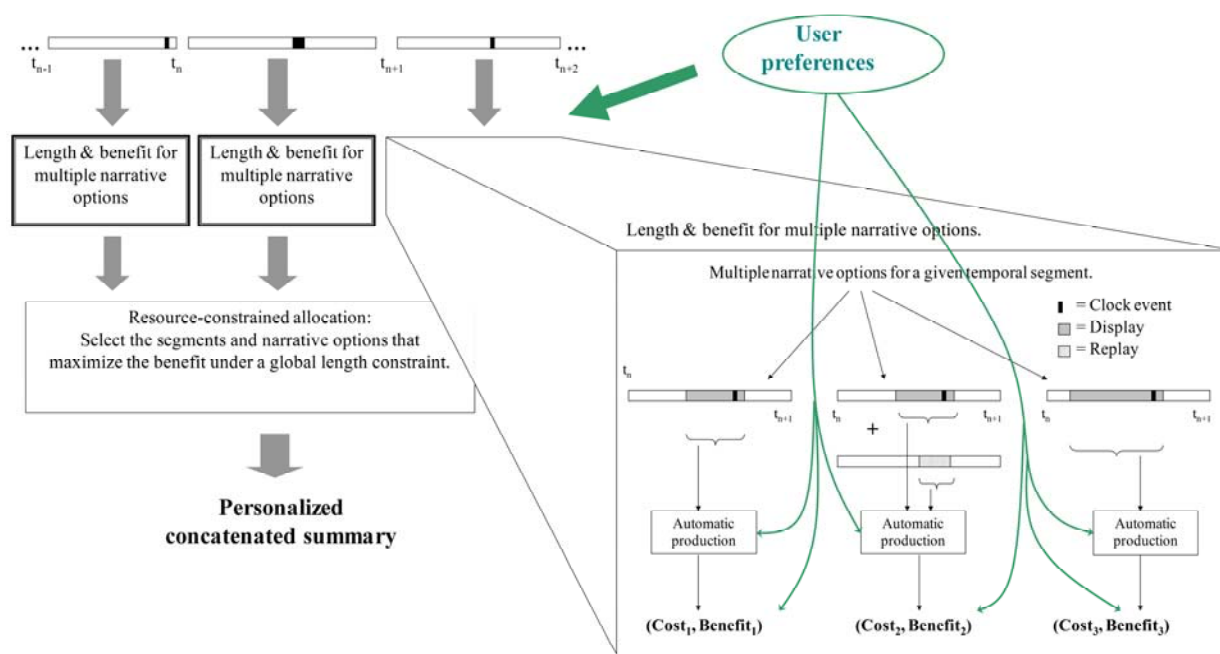 ...
...
t_{n-1}
t_n
t_{n+1}
t_{n+2}
User
preferences
Length & benefit for
multiple narrative
options
Length & benefit for
multiple narrative
options
Resource-constrained allocation:
Select the segments and narrative options that
maximize the benefit under a global length constraint.
Personalized
concatenated summary
Length & benefit for multiple narrative options.
Multiple narrative options for a given temporal segment.
= Clock event
= Display
= Replay
t_n
t_{n+1}
t_n
t_{n+1}
+
t_n
t_{n+1}
Automatic
production
Automatic
production
Automatic
production
(Cost_1, Benefit_1)
(Cost_2, Benefit_2)
(Cost_3, Benefit_3)